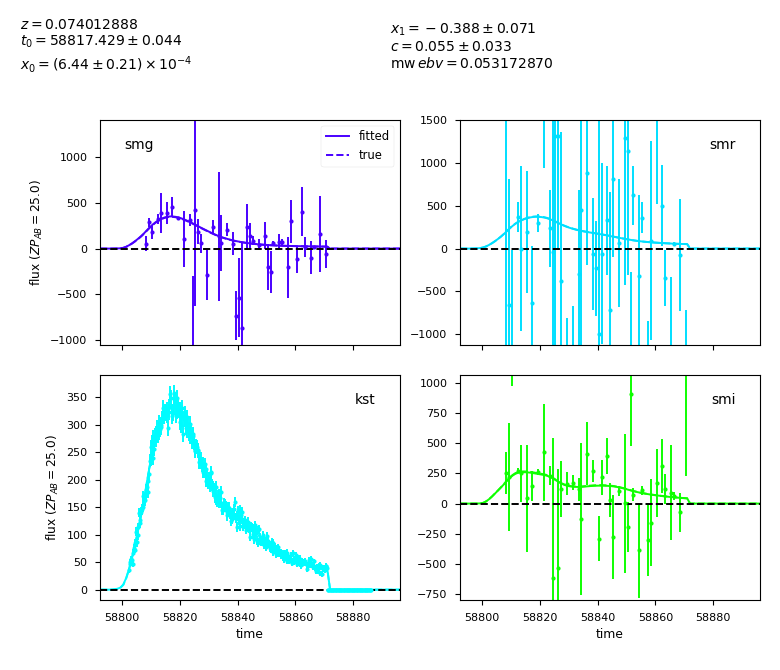 z = 0.074012888
t₀ = 58817.429 ± 0.044
x₀ = (6.44 ± 0.21) × 10⁻⁴
x₁ = −0.388 ± 0.071
c = 0.055 ± 0.033
mw ebv = 0.053172870
smg
fitted
true
1000
500
0
−500
−1000
flux (ZP_AB = 25.0)
smr
1500
1000
500
0
−500
−1000
kst
350
300
250
200
150
100
50
0
flux (ZP_AB = 25.0)
58800 58820 58840 58860 58880
time
smi
1000
750
500
250
0
−250
−500
−750
58800 58820 58840 58860 58880
time